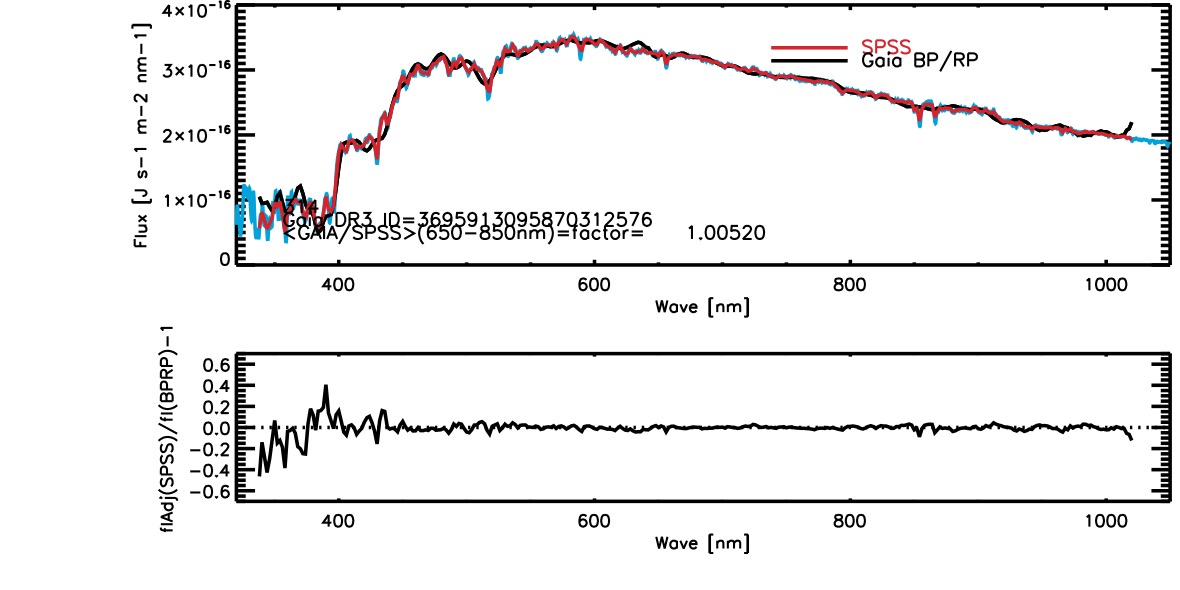 4×10−16
3×10−16
2×10−16
1×10−16
0
Flux [J s−1 m−2 nm−1]
SPSS
Gaia BP/RP
314
Gaia DR3 ID=3695913095870312576
<GAIA/SPSS>(650−850nm)=factor= 1.00520
400 600 800 1000
Wave [nm]
0.6
0.4
0.2
0.0
−0.2
−0.4
−0.6
flAdj(SPSS)/fl(BPRP)−1
400 600 800 1000
Wave [nm]